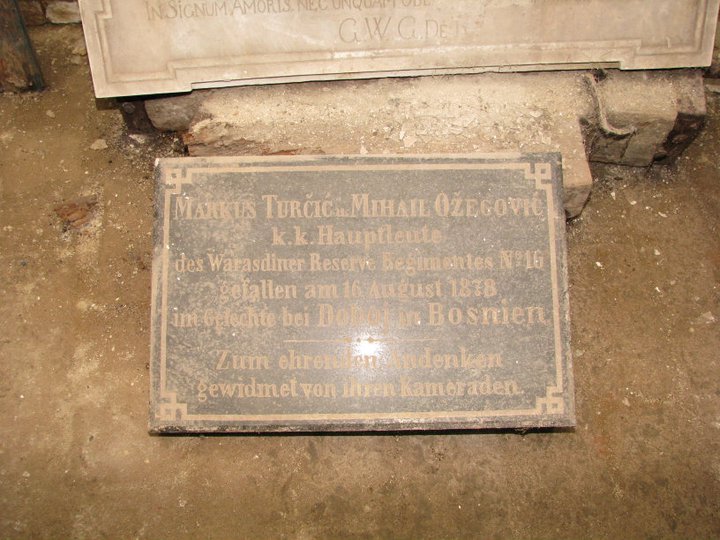 IN SIGNUM AMORIS. NEC UNQUAM OBL
G. W. G. DE
MARKUS TURČIĆ u. MIHAIL OŽEGOVIĆ
k.k. Hauptleute
des Warasdiner Reserve Regimentes No 16
gefallen am 16. August 1878
im Gefechte bei Doboj in Bosnien.
Zum ehrenden Andenken
gewidmet von ihren Kameraden.